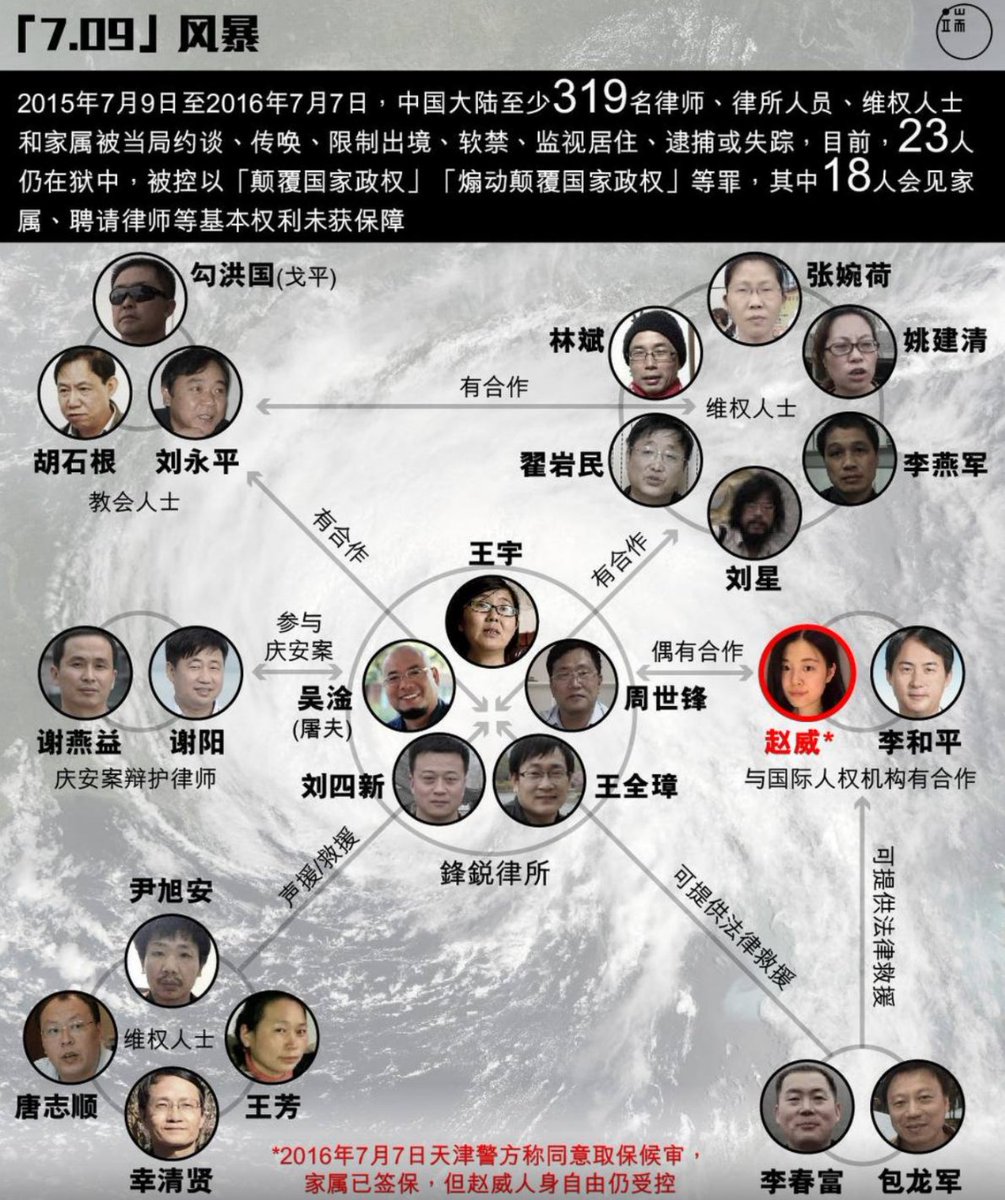 「7.09」风暴
端
2015年7月9日至2016年7月7日，中国大陆至少319名律师、律所人员、维权人士
和家属被当局约谈、传唤、限制出境、软禁、监视居住、逮捕或失踪，目前，23人
仍在狱中，被控以「颠覆国家政权」「煽动颠覆国家政权」等罪，其中18人会见家
属、聘请律师等基本权利未获保障
勾洪国(戈平)
胡石根
刘永平
教会人士
有合作
张婉荷
林斌
姚建清
维权人士
翟岩民
李燕军
刘星
有合作
有合作
王宇
参与
庆安案
谢燕益
谢阳
庆安案辩护律师
吴淦
(屠夫)
周世锋
刘四新
王全璋
鋒鋭律所
偶有合作
赵威*
李和平
与国际人权机构有合作
声援/救援
可提供法律救援
可提供法律救援
尹旭安
维权人士
唐志顺
王芳
幸清贤
李春富
包龙军
*2016年7月7日天津警方称同意取保候审，
家属已签保，但赵威人身自由仍受控